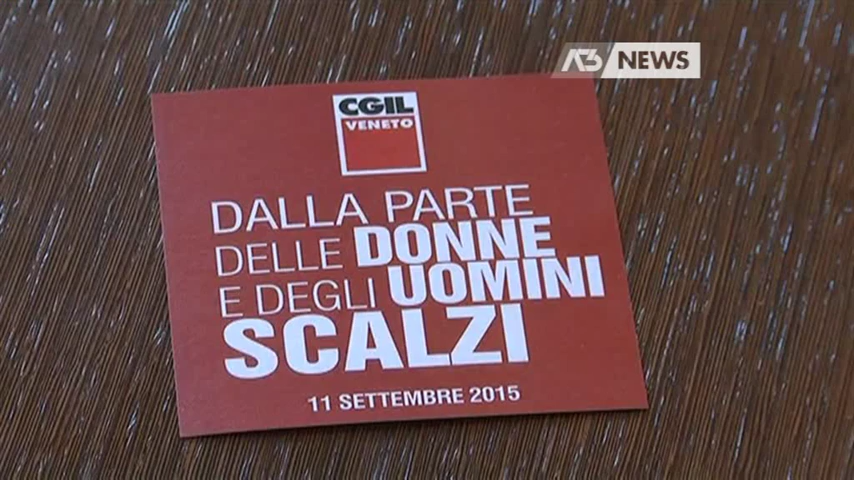 A3 NEWS
CGIL
VENETO
DALLA PARTE
DELLE DONNE
E DEGLI UOMINI
SCALZI
11 SETTEMBRE 2015